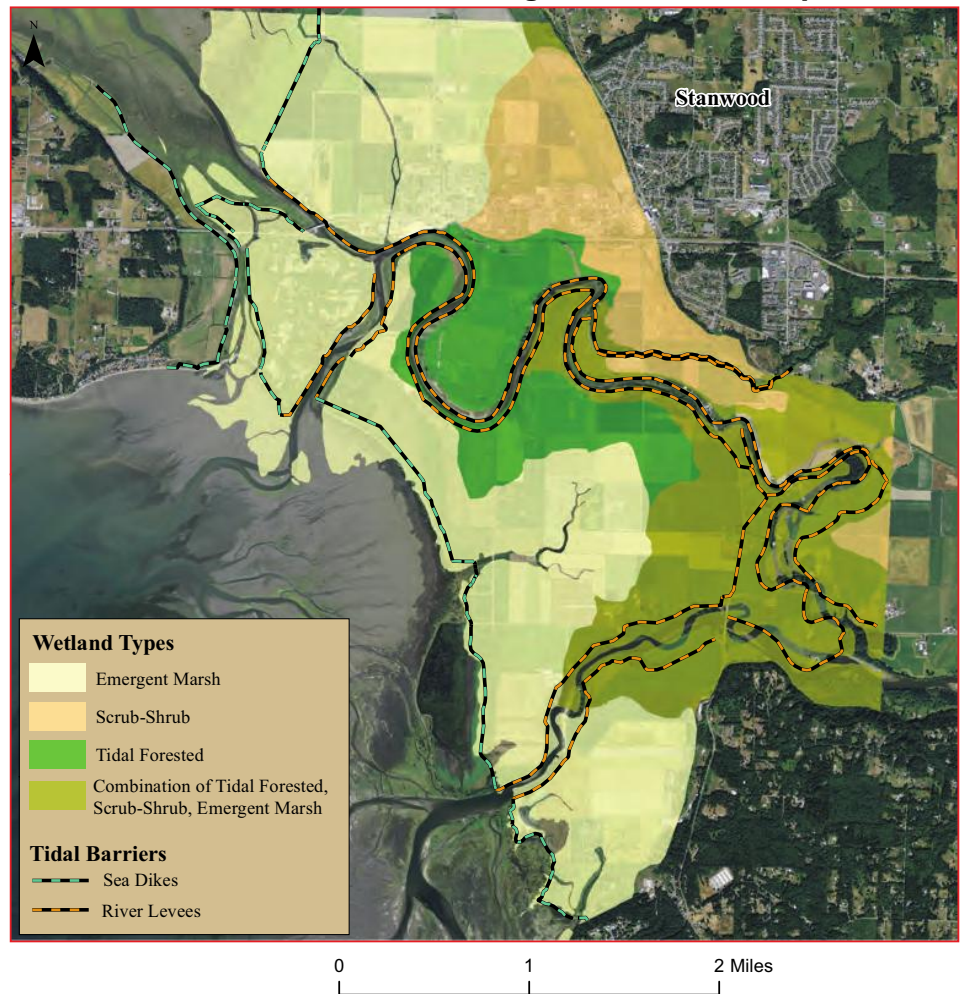 N
Stanwood
Wetland Types
Emergent Marsh
Scrub-Shrub
Tidal Forested
Combination of Tidal Forested,
Scrub-Shrub, Emergent Marsh
Tidal Barriers
Sea Dikes
River Levees
0 1 2 Miles